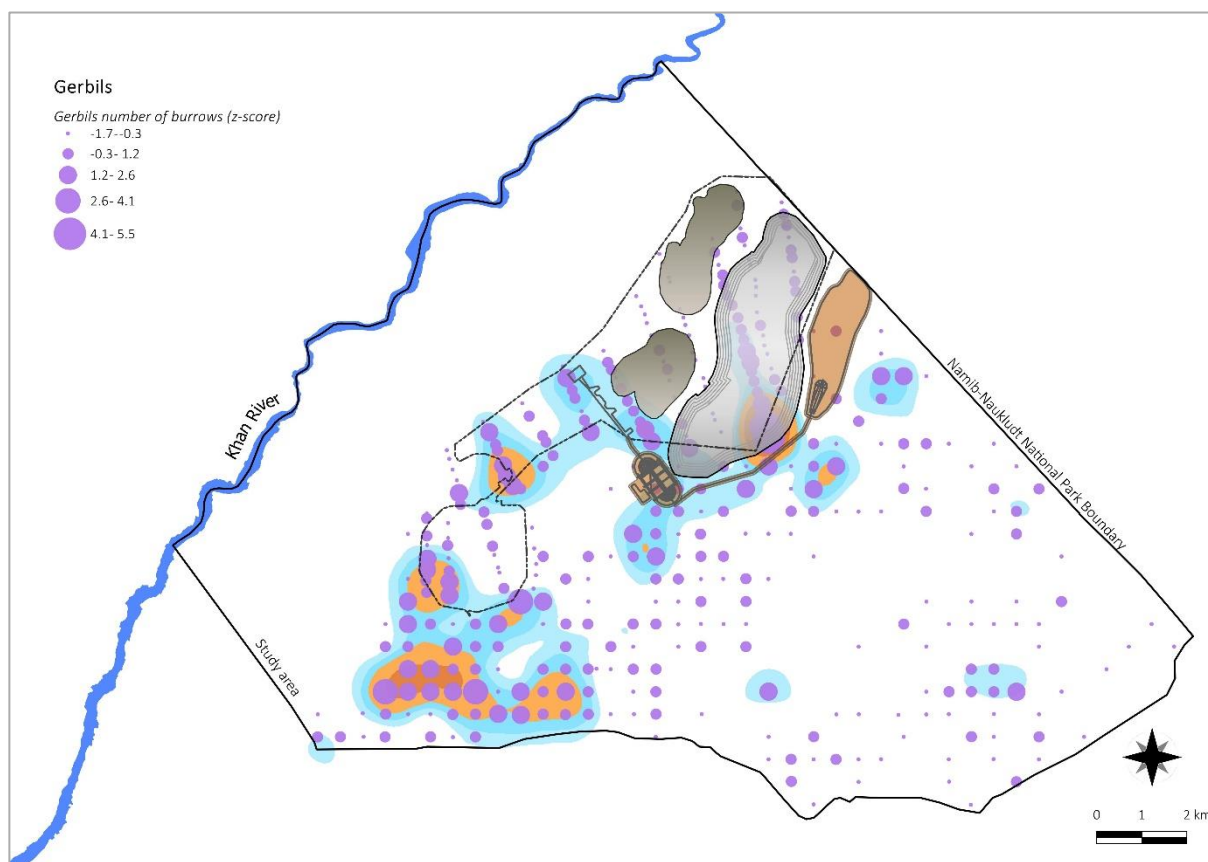 Gerbils
Gerbils number of burrows (z-score)
-1.7--0.3
-0.3- 1.2
1.2- 2.6
2.6- 4.1
4.1- 5.5
Khan River
Namib-Naukludt National Park Boundary
Study area
0 1 2 km